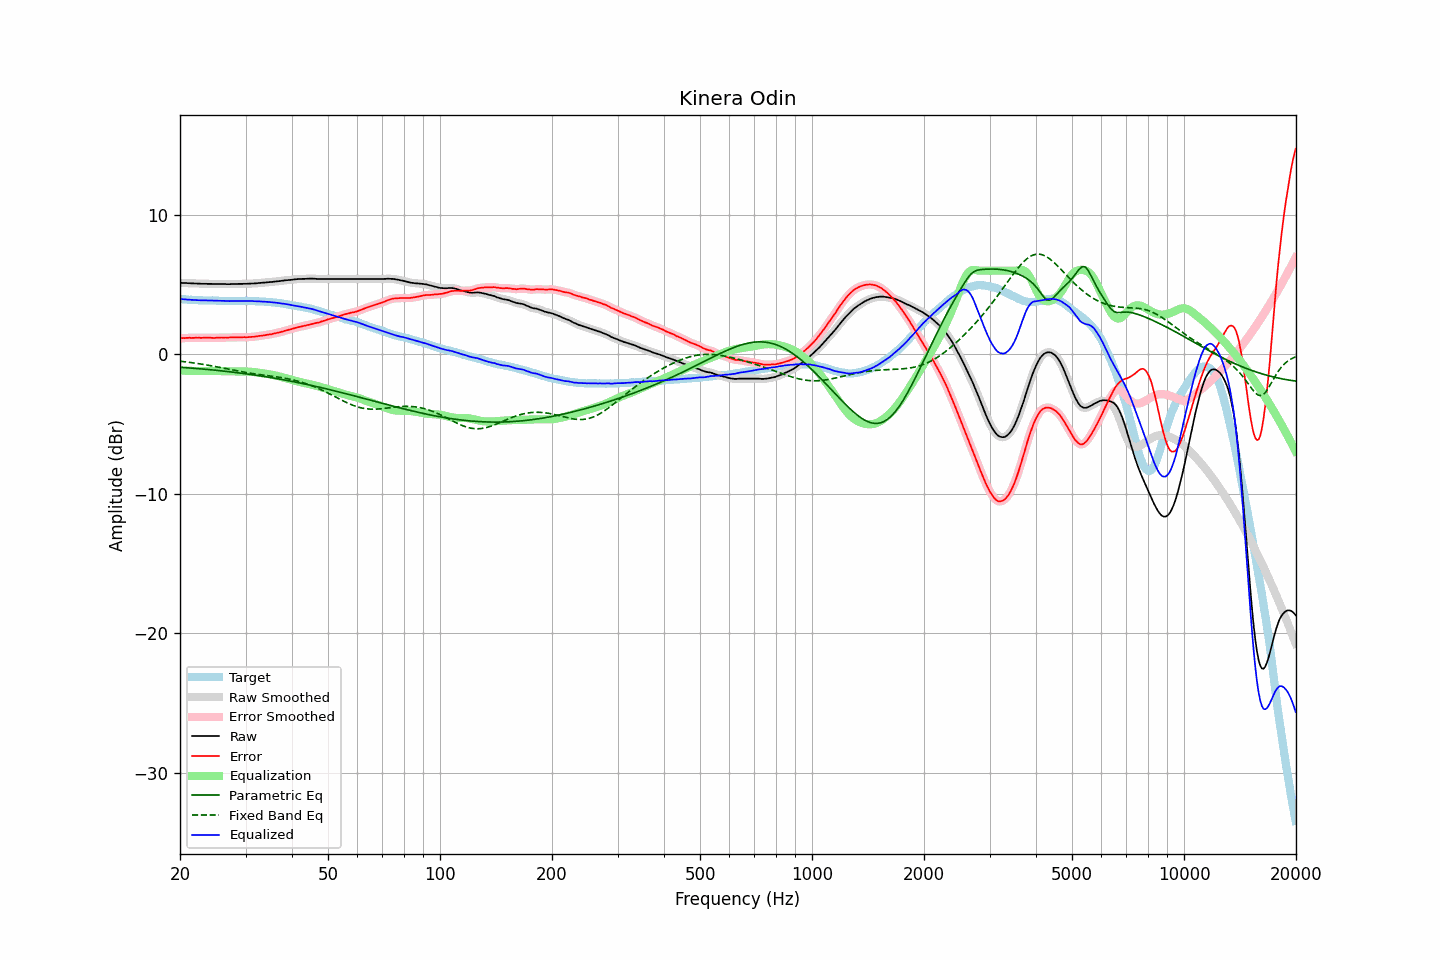 Kinera Odin
Amplitude (dBr)
10
0
−10
−20
−30
Target
Raw Smoothed
Error Smoothed
Raw
Error
Equalization
Parametric Eq
Fixed Band Eq
Equalized
20 50 100 200 500 1000 2000 5000 10000 20000
Frequency (Hz)